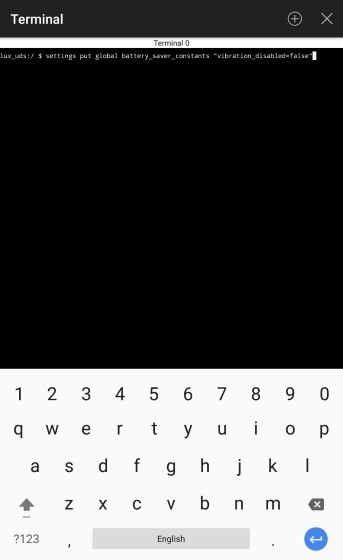 Terminal
Terminal 0
lux_uds:/ $ settings put global battery_saver_constants "vibration_disabled=false"
1 2 3 4 5 6 7 8 9 0
q w e r t y u i o p
a s d f g h j k l
z x c v b n m
?123 , English .